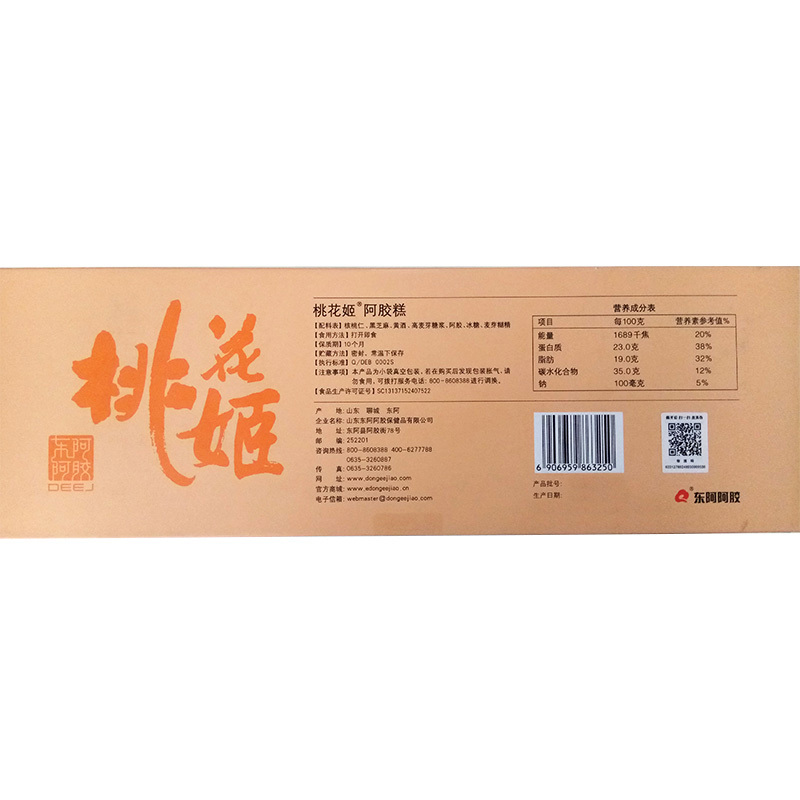 桃花姬
东阿阿胶
DEEJ
桃花姬®阿胶糕
【配料表】核桃仁、黑芝麻、黄酒、高麦芽糖浆、阿胶、冰糖、麦芽糊精
【食用方法】打开即食
【保质期】10个月
【贮藏方法】密封，常温下保存
【执行标准】Q/DEB 0002S
【注意事项】本产品为小袋真空包装，若在购买后发现包装胀气，请
勿食用，可拨打服务电话：800-8608388进行调换。
【食品生产许可证号】SC13137152407522
产 地：山东 聊城 东阿
企业名称：山东东阿阿胶保健品有限公司
地 址：东阿县阿胶街78号
邮 编：252201
咨询热线：800-8608388 400-6277788
0635-3260867
传 真：0635-3260786
网 址：www.dongeejiao.com
官方商城：www.edongeejiao.cn
电子信箱：webmaster@dongeejiao.com
营养成分表
项目 每100克 营养素参考值%
能量 1689千焦 20%
蛋白质 23.0克 38%
脂肪 19.0克 32%
碳水化合物 35.0克 12%
钠 100毫克 5%
6 906959 863250
产品批号：
生产日期：
®东阿阿胶